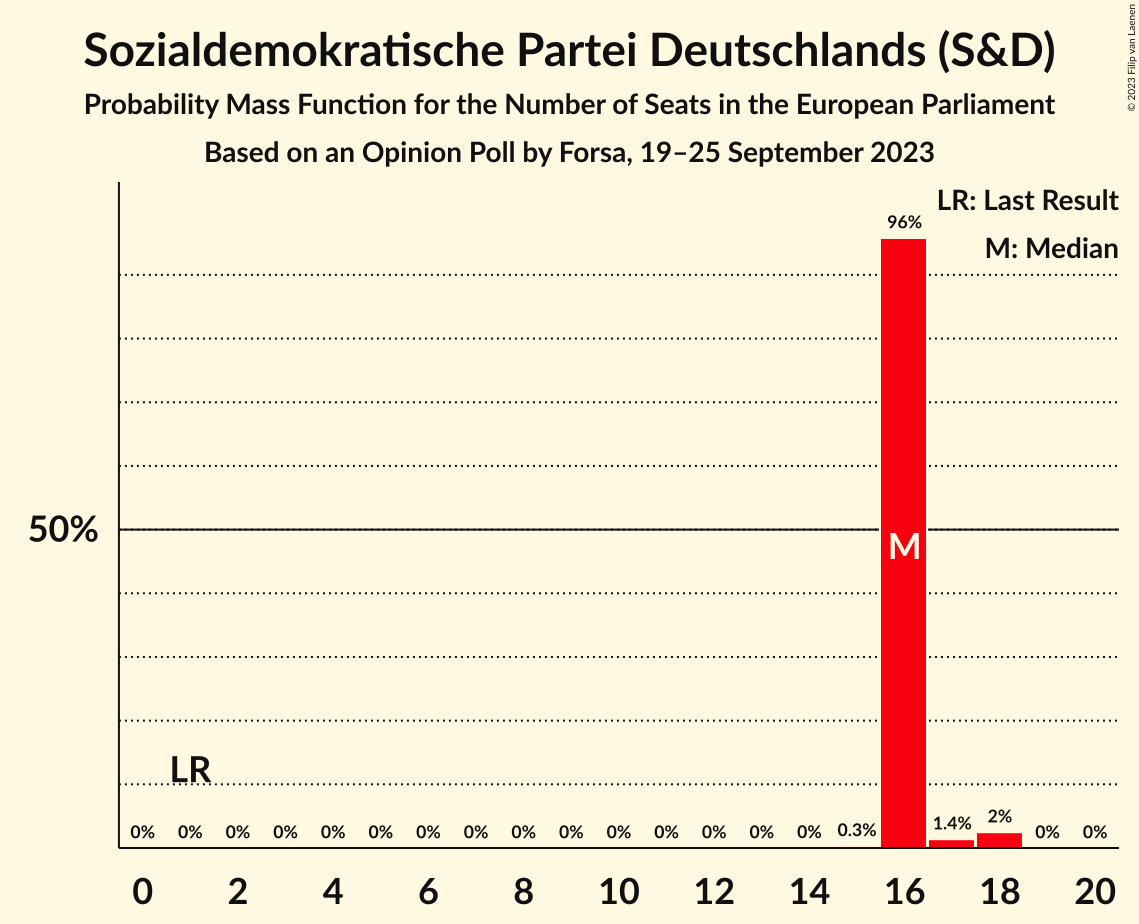 Sozialdemokratische Partei Deutschlands (S&D)
Probability Mass Function for the Number of Seats in the European Parliament
Based on an Opinion Poll by Forsa, 19–25 September 2023
© 2023 Filip van Laenen
LR: Last Result
M: Median
96%
50%
M
LR
0% 0% 0% 0% 0% 0% 0% 0% 0% 0% 0% 0% 0% 0% 0% 0.3% 1.4% 2% 0% 0%
0 2 4 6 8 10 12 14 16 18 20